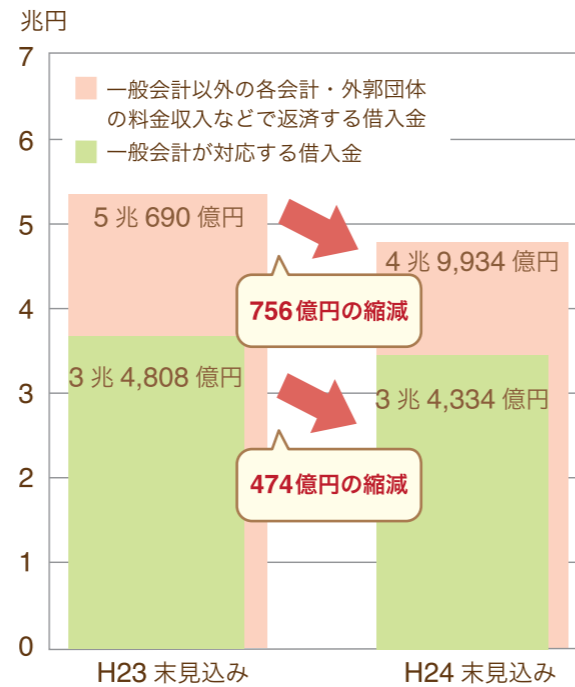 兆円
7
6
5
4
3
2
1
0
一般会計以外の各会計・外郭団体
の料金収入などで返済する借入金
一般会計が対応する借入金
5 兆 690 億円
4 兆 9,934 億円
756億円の縮減
3 兆 4,808 億円
3 兆 4,334 億円
474億円の縮減
H23 末見込み
H24 末見込み